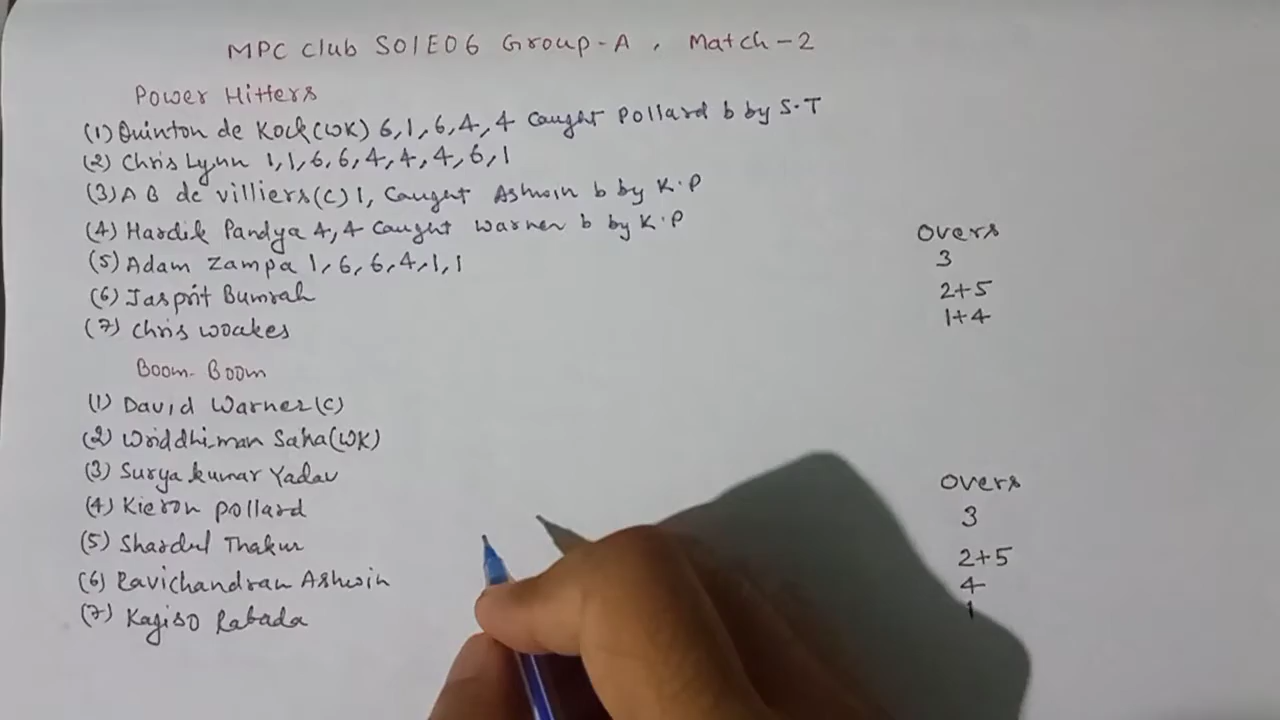 MPC Club S01E06 Group-A, Match-2
Power Hitters
(1) Quinton de Kock(WK) 6,1,6,4,4 Caught Pollard b by S.T
(2) Chris Lynn 1,1,6,6,4,4,4,6,1
(3) A B de villiers(C) 1, Caught Ashwin b by K.P
(4) Hardik Pandya 4,4 Caught Warner b by K.P
Overs
(5) Adam Zampa 1,6,6,4,1,1
3
(6) Jasprit Bumrah
2+5
(7) Chris Woakes
1+4
Boom-Boom
(1) David Warner(C)
(2) Wriddhi-man Saha(WK)
(3) Surya kumar Yadav
Overs
(4) Kieron Pollard
3
(5) Shardul Thakur
2+5
(6) Ravichandran Ashwin
4
(7) Kagiso Rabada
1